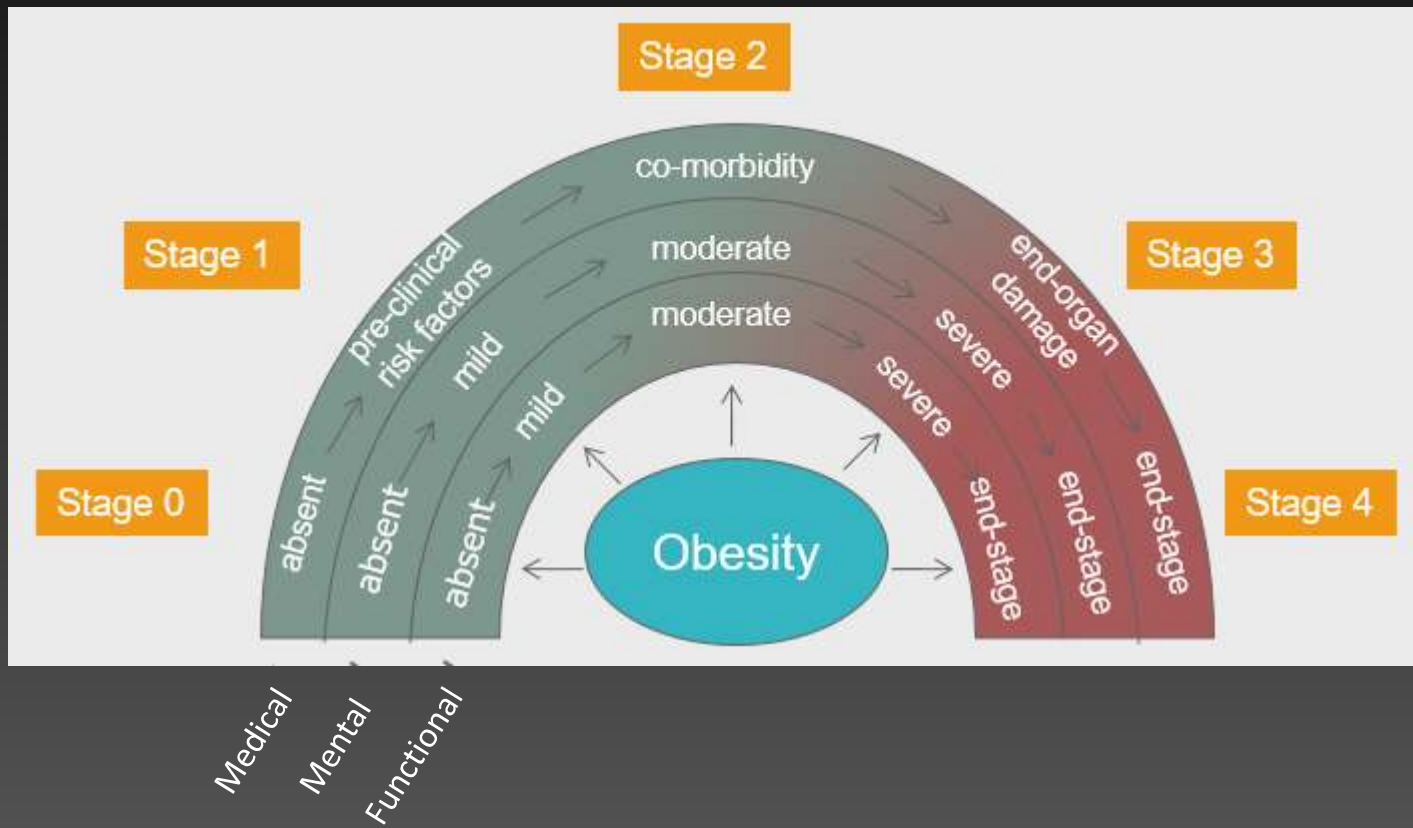 Stage 2
co-morbidity
Stage 1
Stage 3
pre-clinical
risk factors
moderate
end-organ
damage
mild
moderate
severe
mild
severe
Stage 0
absent
absent
absent
Obesity
end-stage
end-stage
end-stage
Stage 4
Medical
Mental
Functional